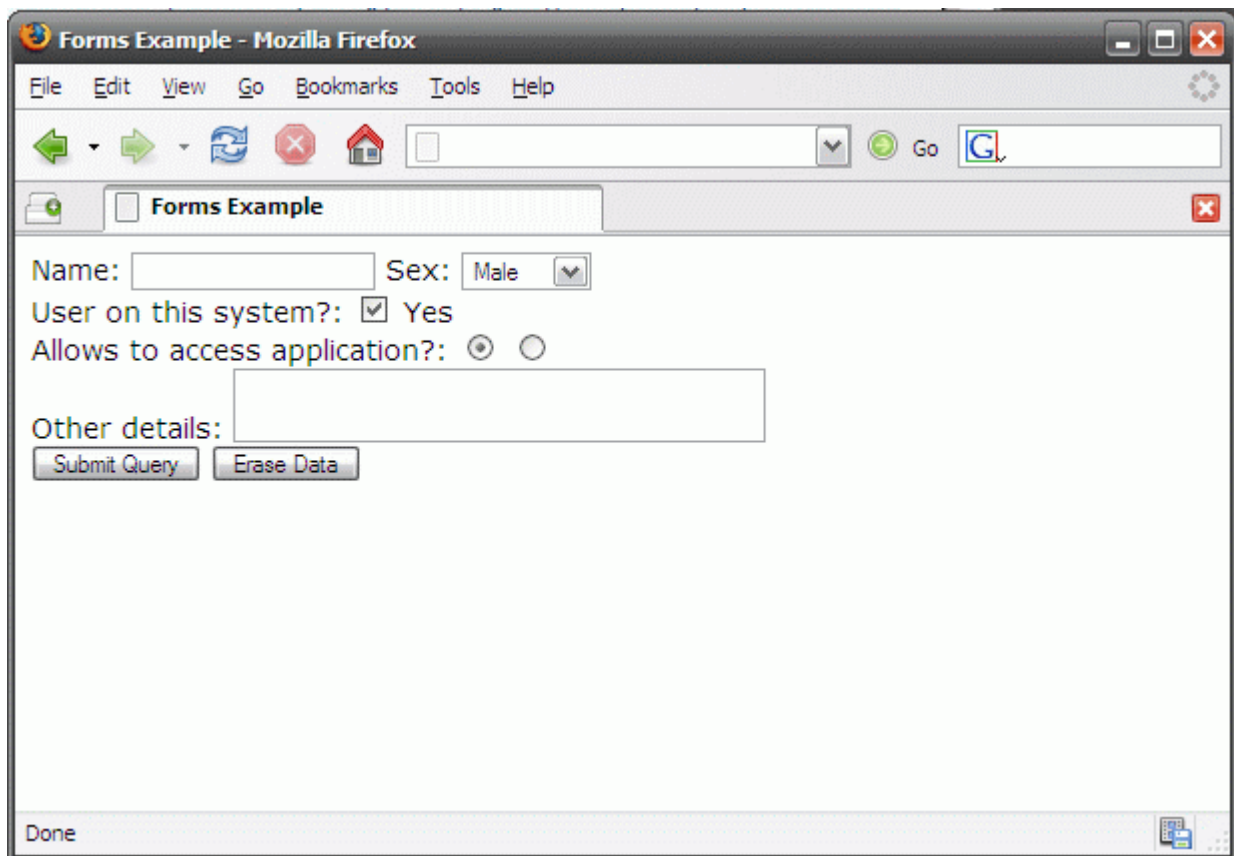 Forms Example - Mozilla Firefox
File Edit View Go Bookmarks Tools Help
Go G
Forms Example
Name: Sex: Male
User on this system?: Yes
Allows to access application?:
Other details:
Submit Query Erase Data
Done